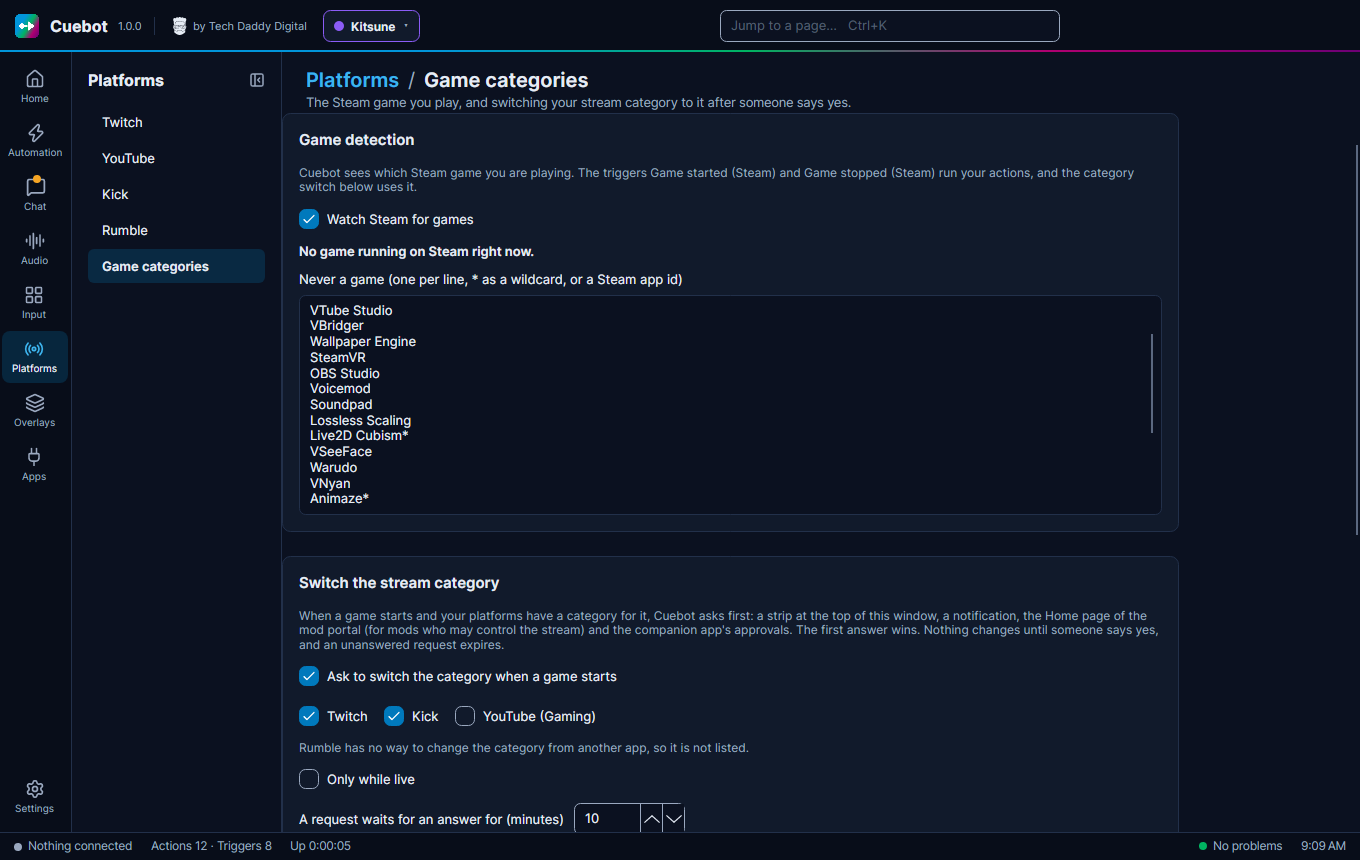 Cuebot 1.0.0 by Tech Daddy Digital Kitsune Jump to a page... Ctrl+K
Home
Automation
Chat
Audio
Input
Platforms
Overlays
Apps
Settings
Platforms
Twitch
YouTube
Kick
Rumble
Game categories
Platforms / Game categories
The Steam game you play, and switching your stream category to it after someone says yes.
Game detection
Cuebot sees which Steam game you are playing. The triggers Game started (Steam) and Game stopped (Steam) run your actions, and the category
switch below uses it.
Watch Steam for games
No game running on Steam right now.
Never a game (one per line, * as a wildcard, or a Steam app id)
VTube Studio
VBridger
Wallpaper Engine
SteamVR
OBS Studio
Voicemod
Soundpad
Lossless Scaling
Live2D Cubism*
VSeeFace
Warudo
VNyan
Animaze*
Switch the stream category
When a game starts and your platforms have a category for it, Cuebot asks first: a strip at the top of this window, a notification, the Home page of the
mod portal (for mods who may control the stream) and the companion app's approvals. The first answer wins. Nothing changes until someone says yes,
and an unanswered request expires.
Ask to switch the category when a game starts
Twitch Kick YouTube (Gaming)
Rumble has no way to change the category from another app, so it is not listed.
Only while live
A request waits for an answer for (minutes) 10
Nothing connected Actions 12 · Triggers 8 Up 0:00:05 No problems 9:09 AM